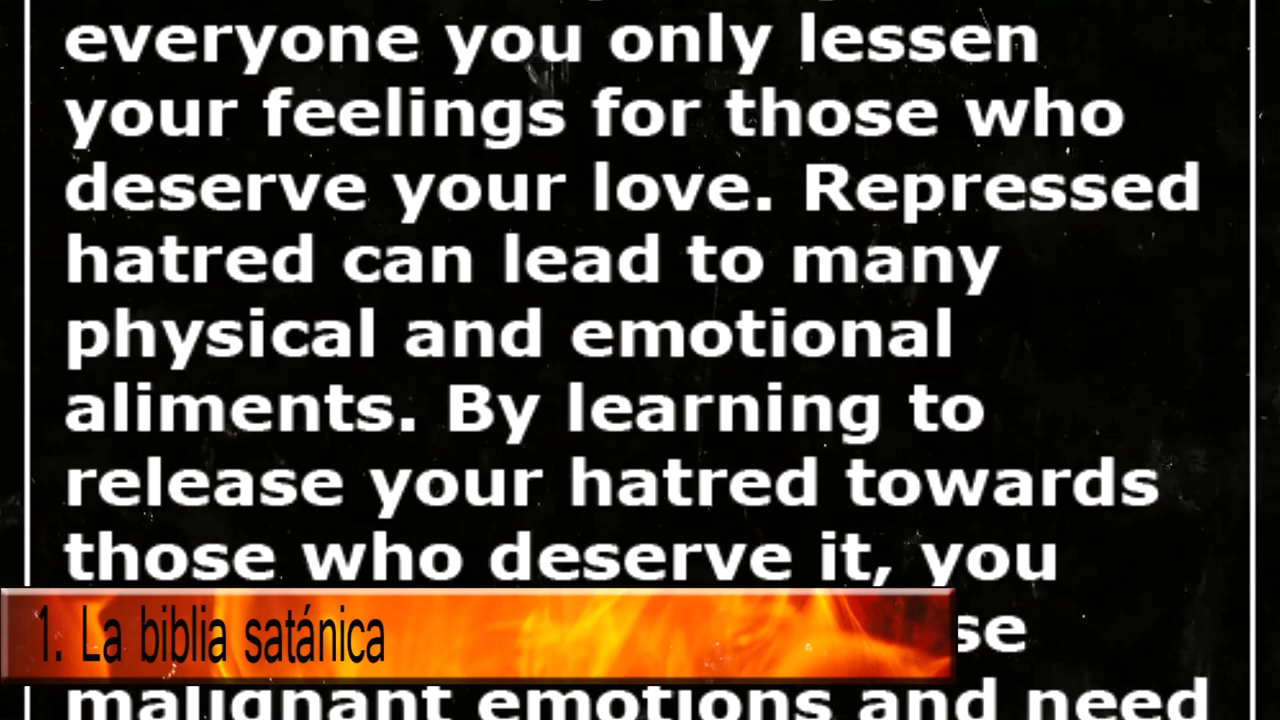 everyone you only lessen
your feelings for those who
deserve your love. Repressed
hatred can lead to many
physical and emotional
aliments. By learning to
release your hatred towards
those who deserve it, you
se
1. La biblia satánica
malignant emotions and need